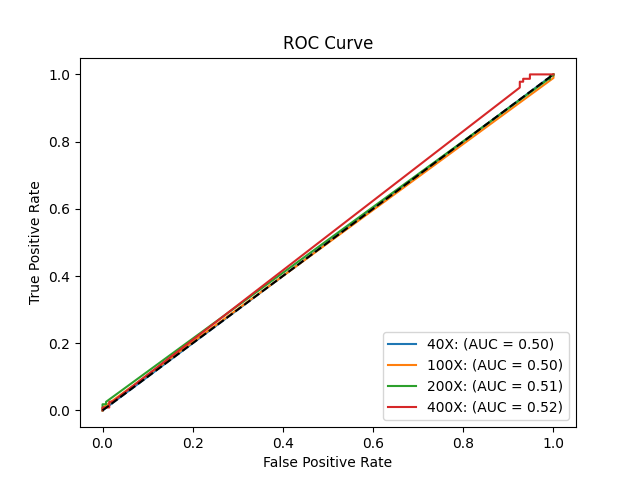 ROC Curve
True Positive Rate
1.0
0.8
0.6
0.4
0.2
0.0
40X: (AUC = 0.50)
100X: (AUC = 0.50)
200X: (AUC = 0.51)
400X: (AUC = 0.52)
0.0 0.2 0.4 0.6 0.8 1.0
False Positive Rate